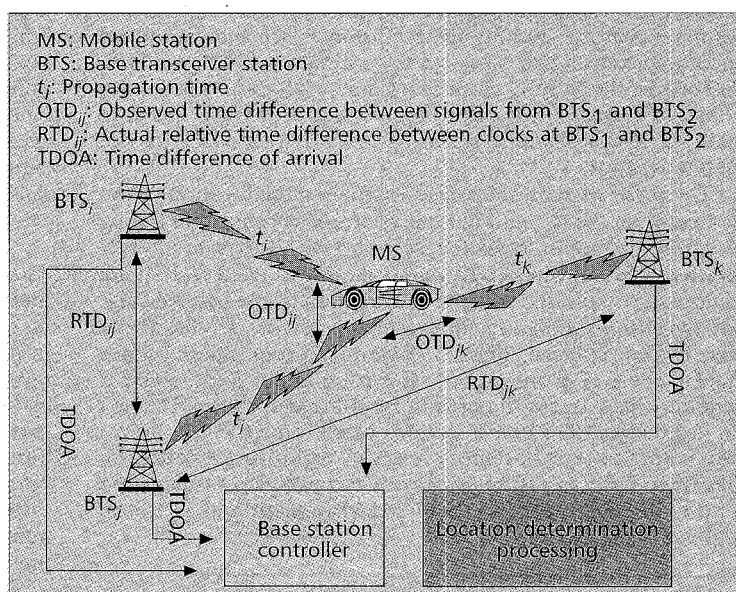 MS: Mobile station
BTS: Base transceiver station
tj: Propagation time
OTDij: Observed time difference between signals from BTS1 and BTS2
RTDij: Actual relative time difference between clocks at BTS1 and BTS2
TDOA: Time difference of arrival
BTSi
ti
MS
tk
BTSk
RTDij
OTDij
OTDjk
RTDjk
TDOA
TDOA
tj
BTSj
TDOA
Base station
controller
Location determination
processing